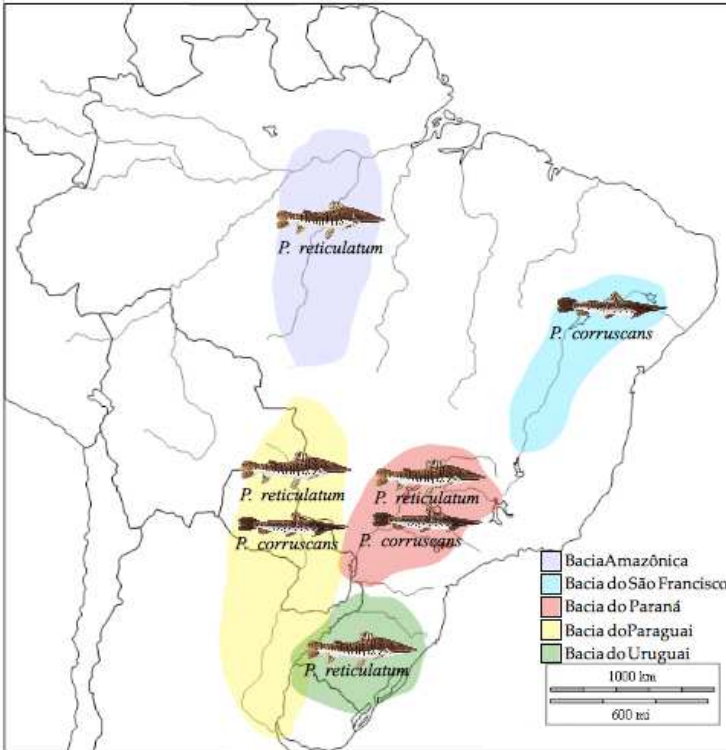 P. reticulatum
P. corruscans
P. reticulatum
P. corruscans
P. reticulatum
P. corruscans
P. reticulatum
BaciaAmazônica
Bacia do São Francisco
Bacia do Paraná
Bacia doParaguai
Bacia do Uruguai
1000 km
600 mi